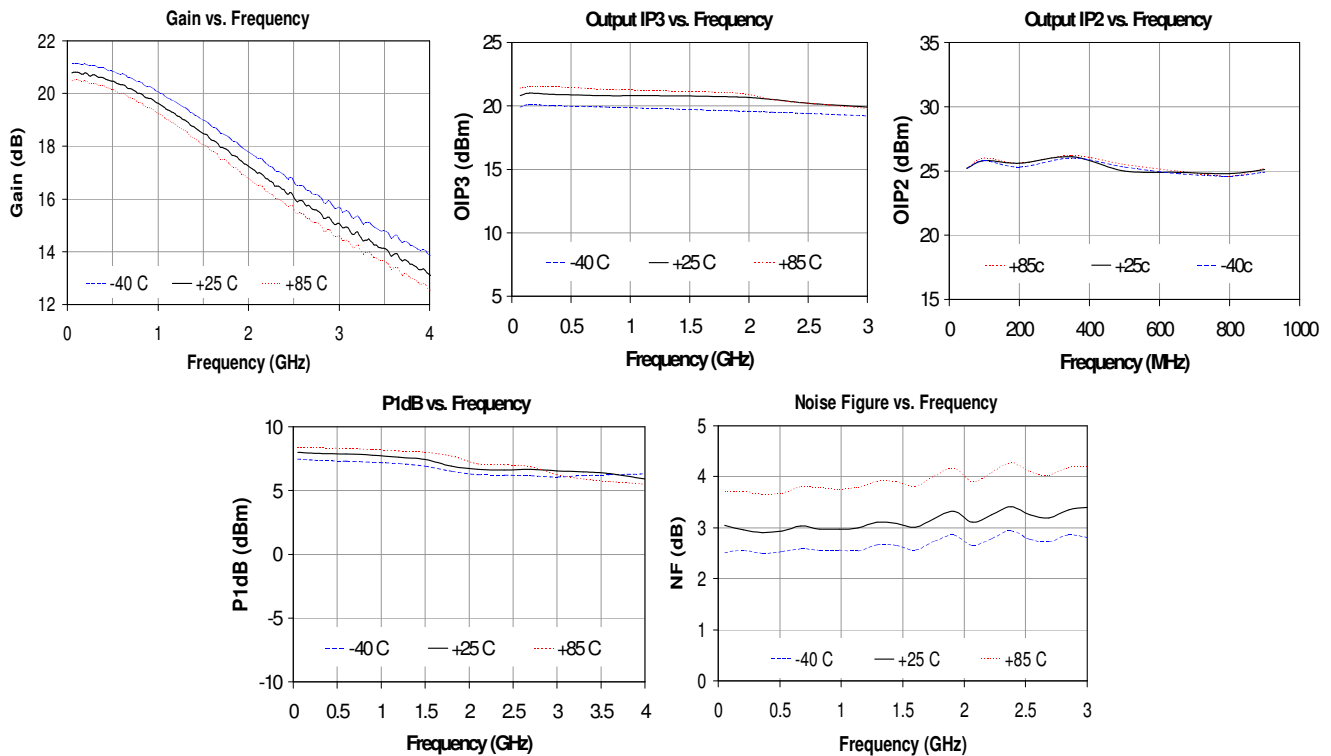 Gain vs. Frequency
22
20
18
16
14
12
Gain (dB)
-40 C +25 C +85 C
0 1 2 3 4
Frequency (GHz)
Output IP3 vs. Frequency
25
20
15
10
5
OIP3 (dBm)
-40 C +25 C +85 C
0 0.5 1 1.5 2 2.5 3
Frequency (GHz)
Output IP2 vs. Frequency
35
30
25
20
15
OIP2 (dBm)
+85c +25c -40c
0 200 400 600 800 1000
Frequency (MHz)
P1dB vs. Frequency
10
5
0
-5
-10
P1dB (dBm)
-40 C +25 C +85 C
0 0.5 1 1.5 2 2.5 3 3.5 4
Frequency (GHz)
Noise Figure vs. Frequency
5
4
3
2
1
0
NF (dB)
-40 C +25 C +85 C
0 0.5 1 1.5 2 2.5 3
Frequency (GHz)